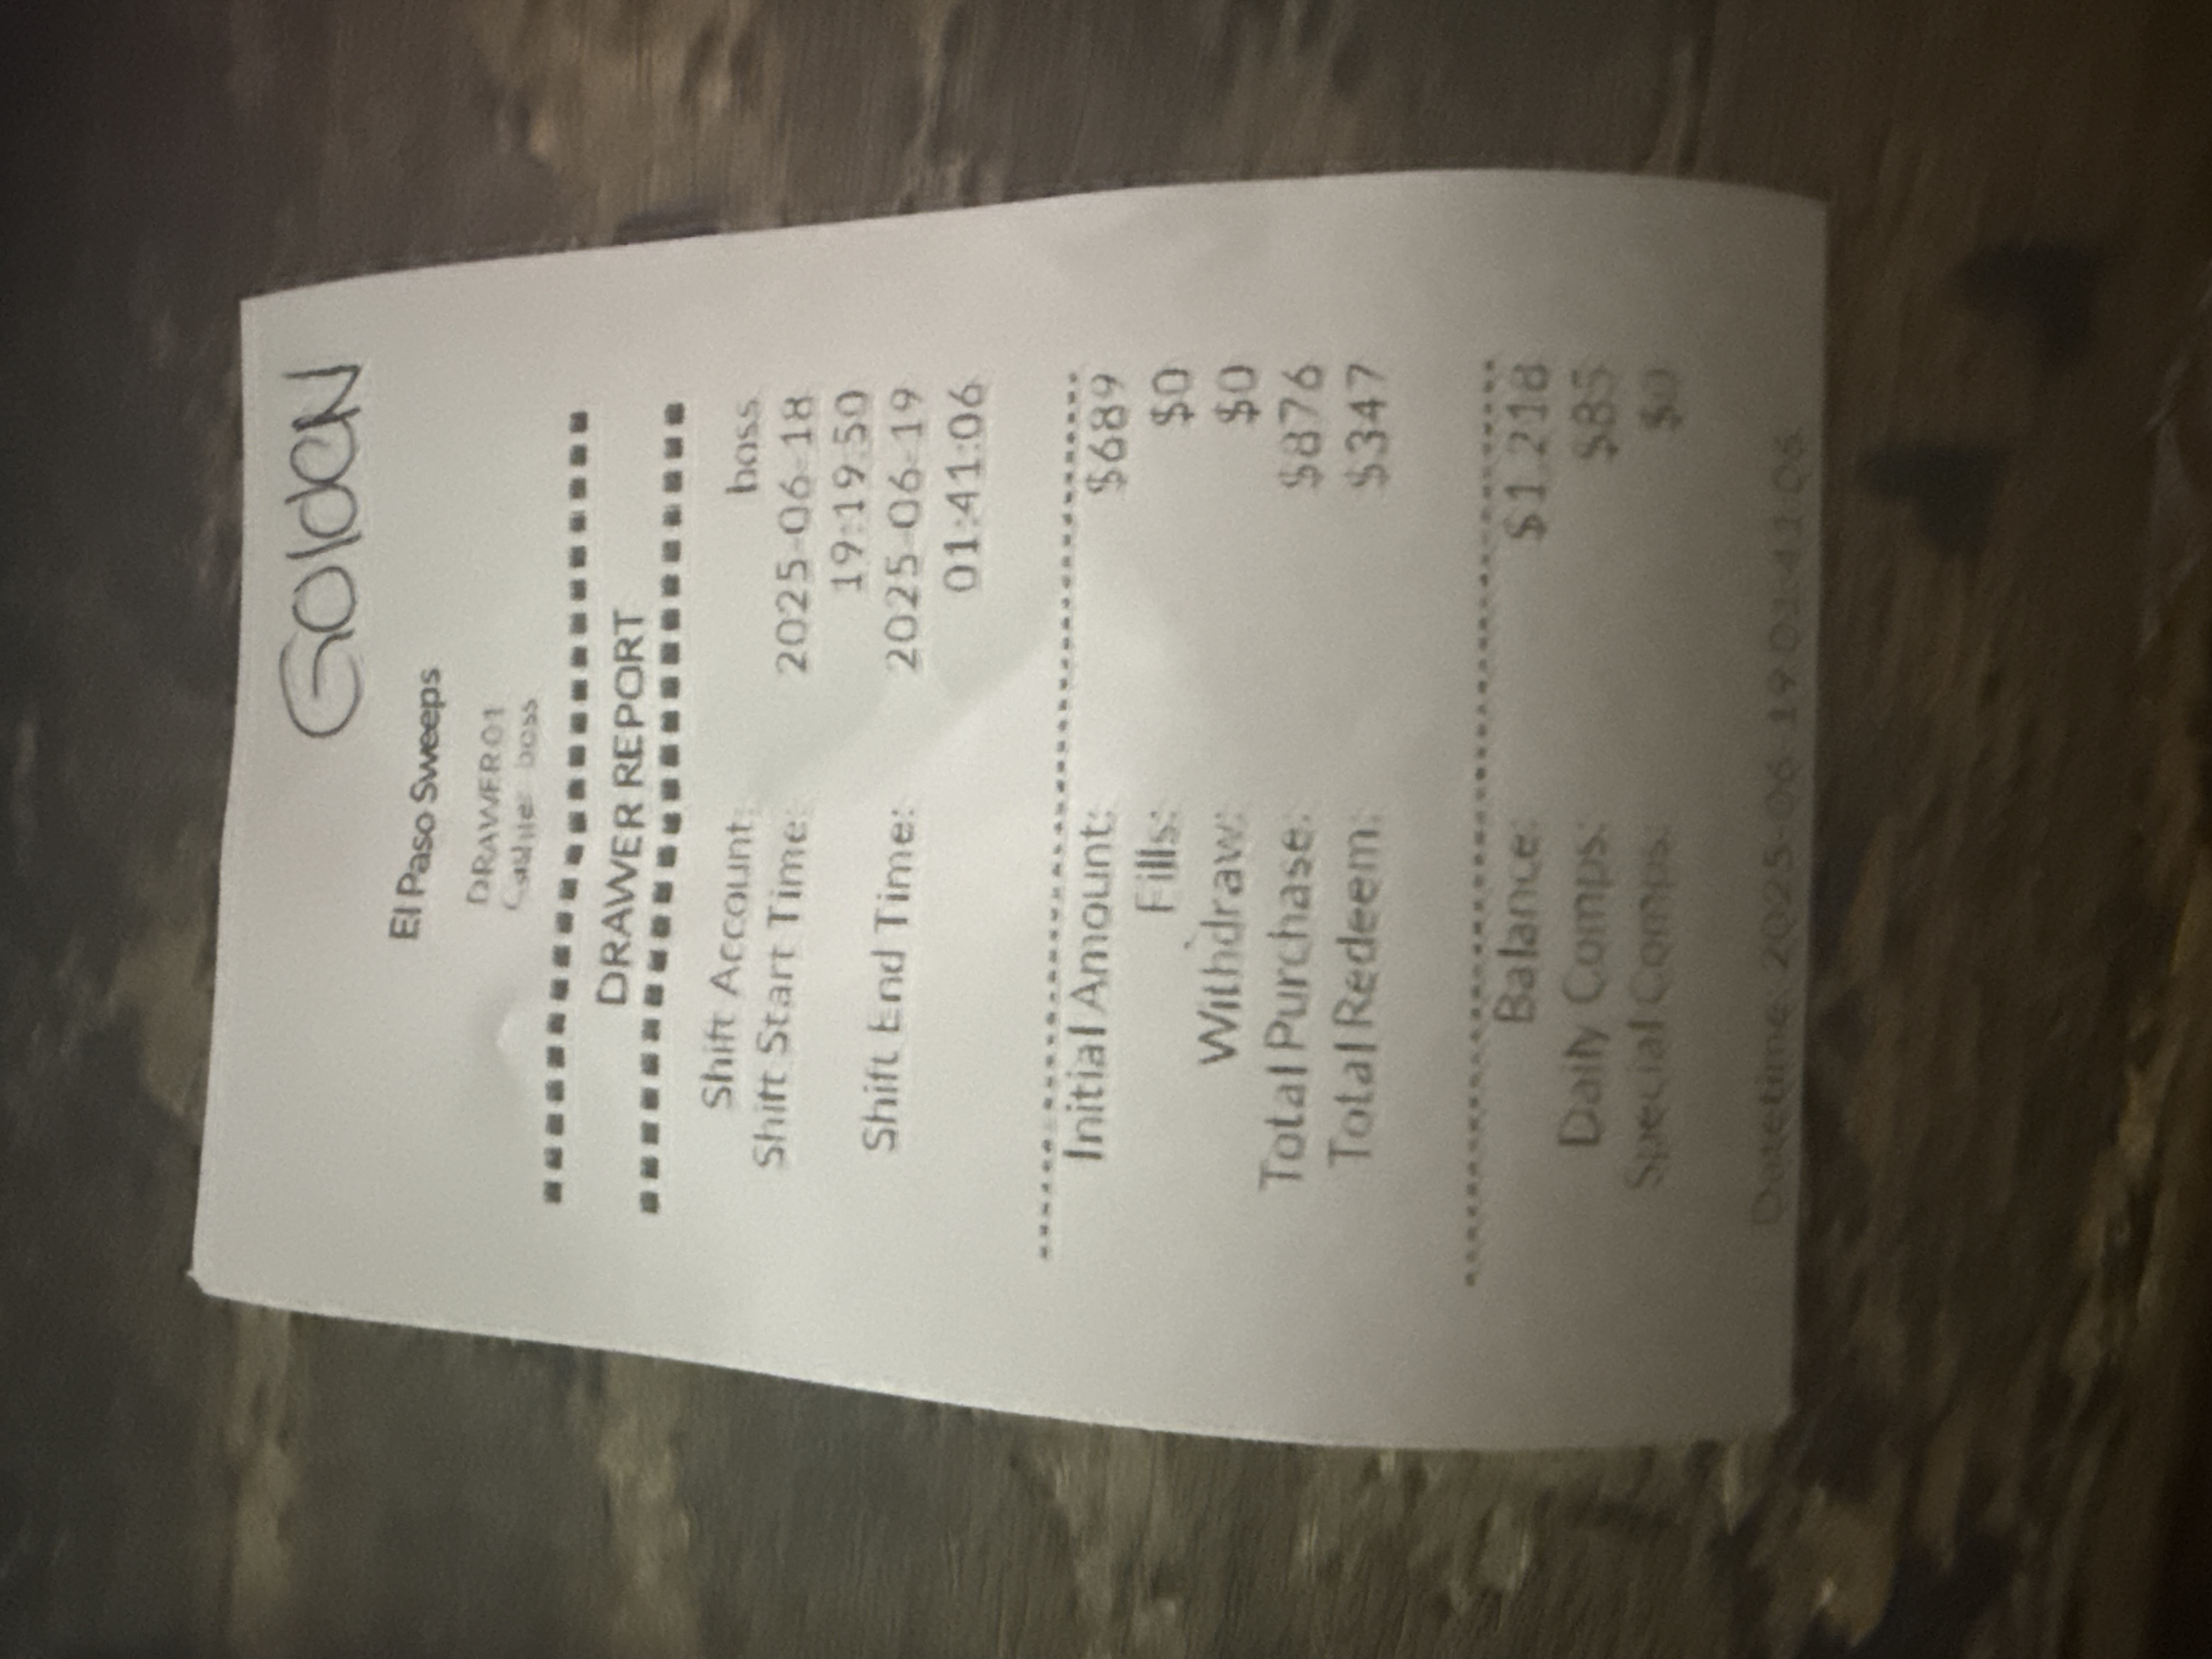 Golden
El Paso Sweeps
DRAWER01
Cashier: boss
DRAWER REPORT
Shift Account: boss
Shift Start Time: 2025-06-18
19:19:50
Shift End Time: 2025-06-19
01:41:06
Initial Amount: $689
Fills: $0
Withdraw: $0
Total Purchase: $876
Total Redeem: $347
Balance: $1,218
Daily Comps: $85
Special Comps: $0
Datetime: 2025-06-19 01:41:06